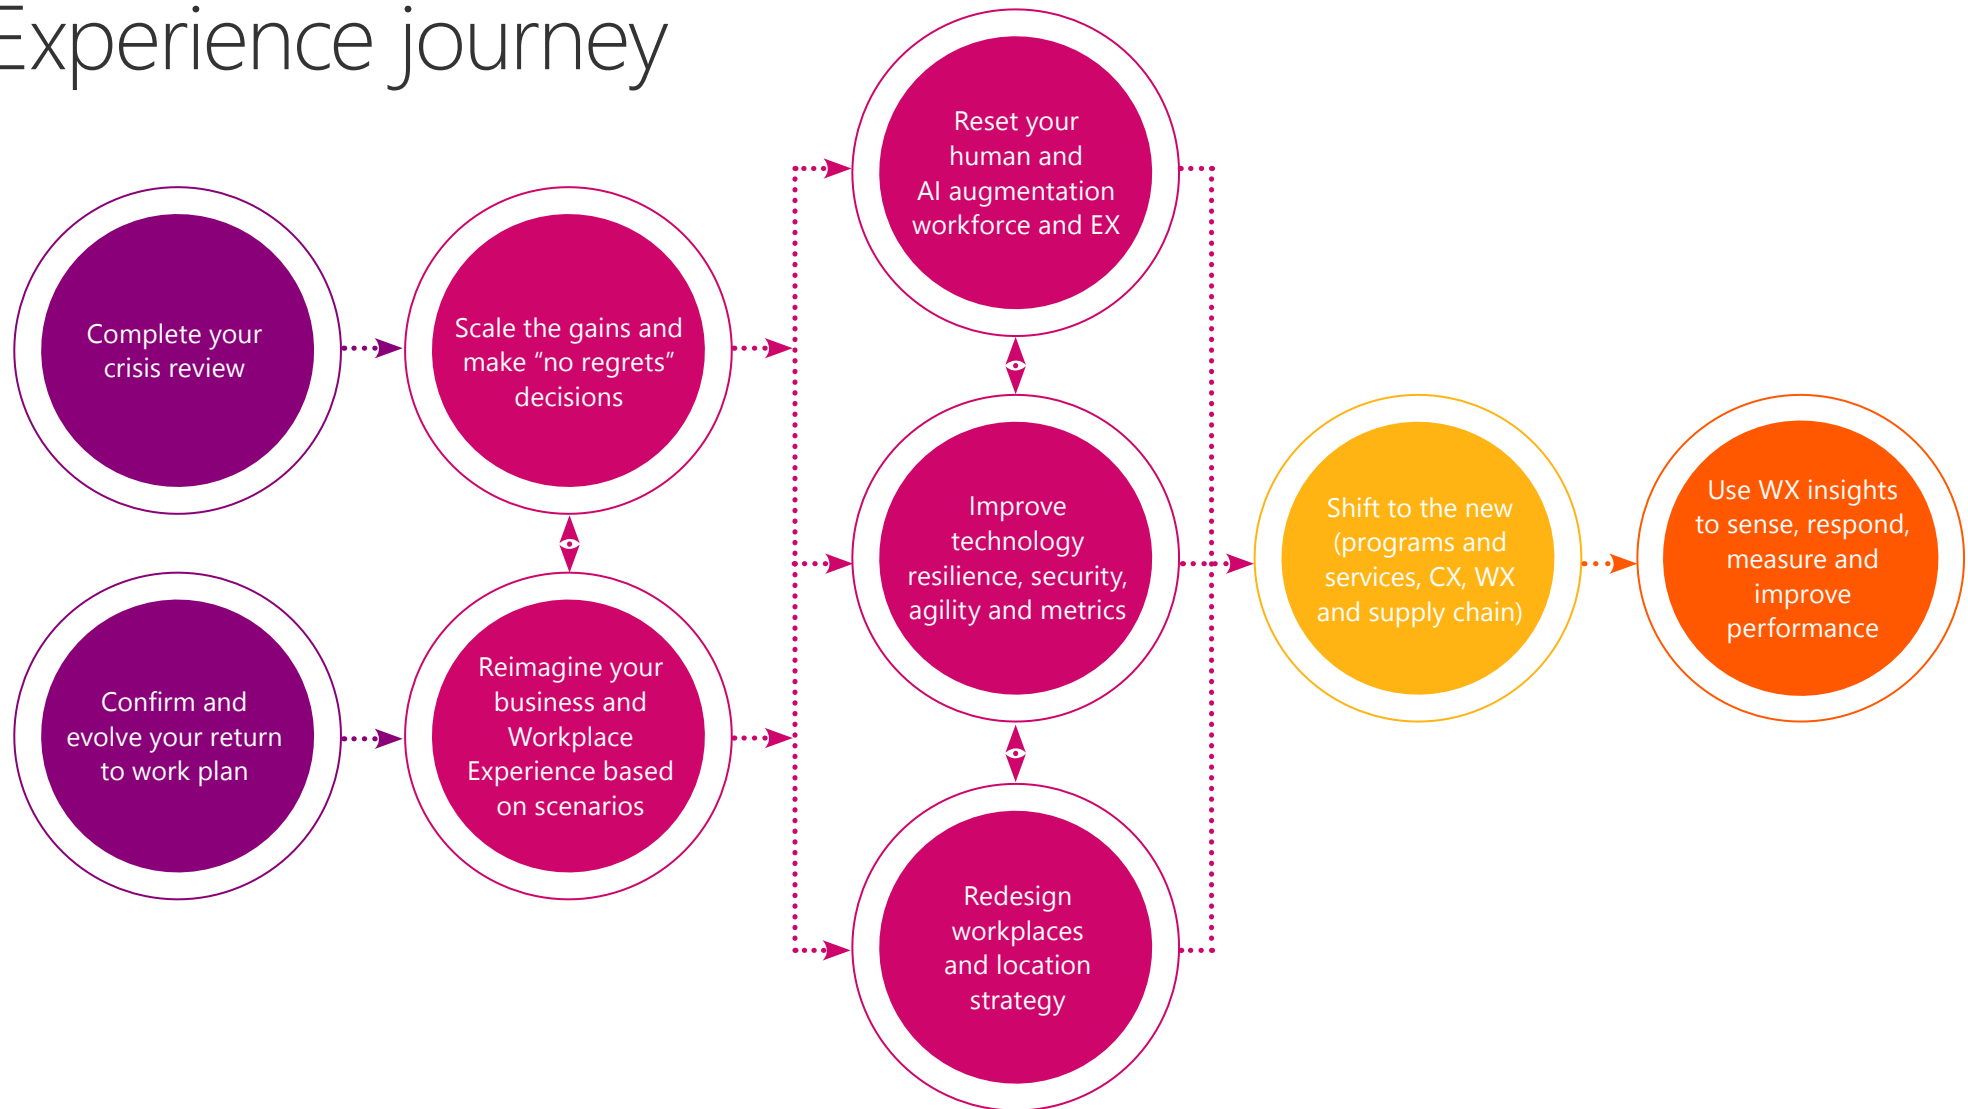 Experience journey
Complete your
crisis review
Confirm and
evolve your return
to work plan
Scale the gains and
make “no regrets”
decisions
Reimagine your
business and
Workplace
Experience based
on scenarios
Reset your
human and
AI augmentation
workforce and EX
Improve
technology
resilience, security,
agility and metrics
Redesign
workplaces
and location
strategy
Shift to the new
(programs and
services, CX, WX
and supply chain)
Use WX insights
to sense, respond,
measure and
improve
performance